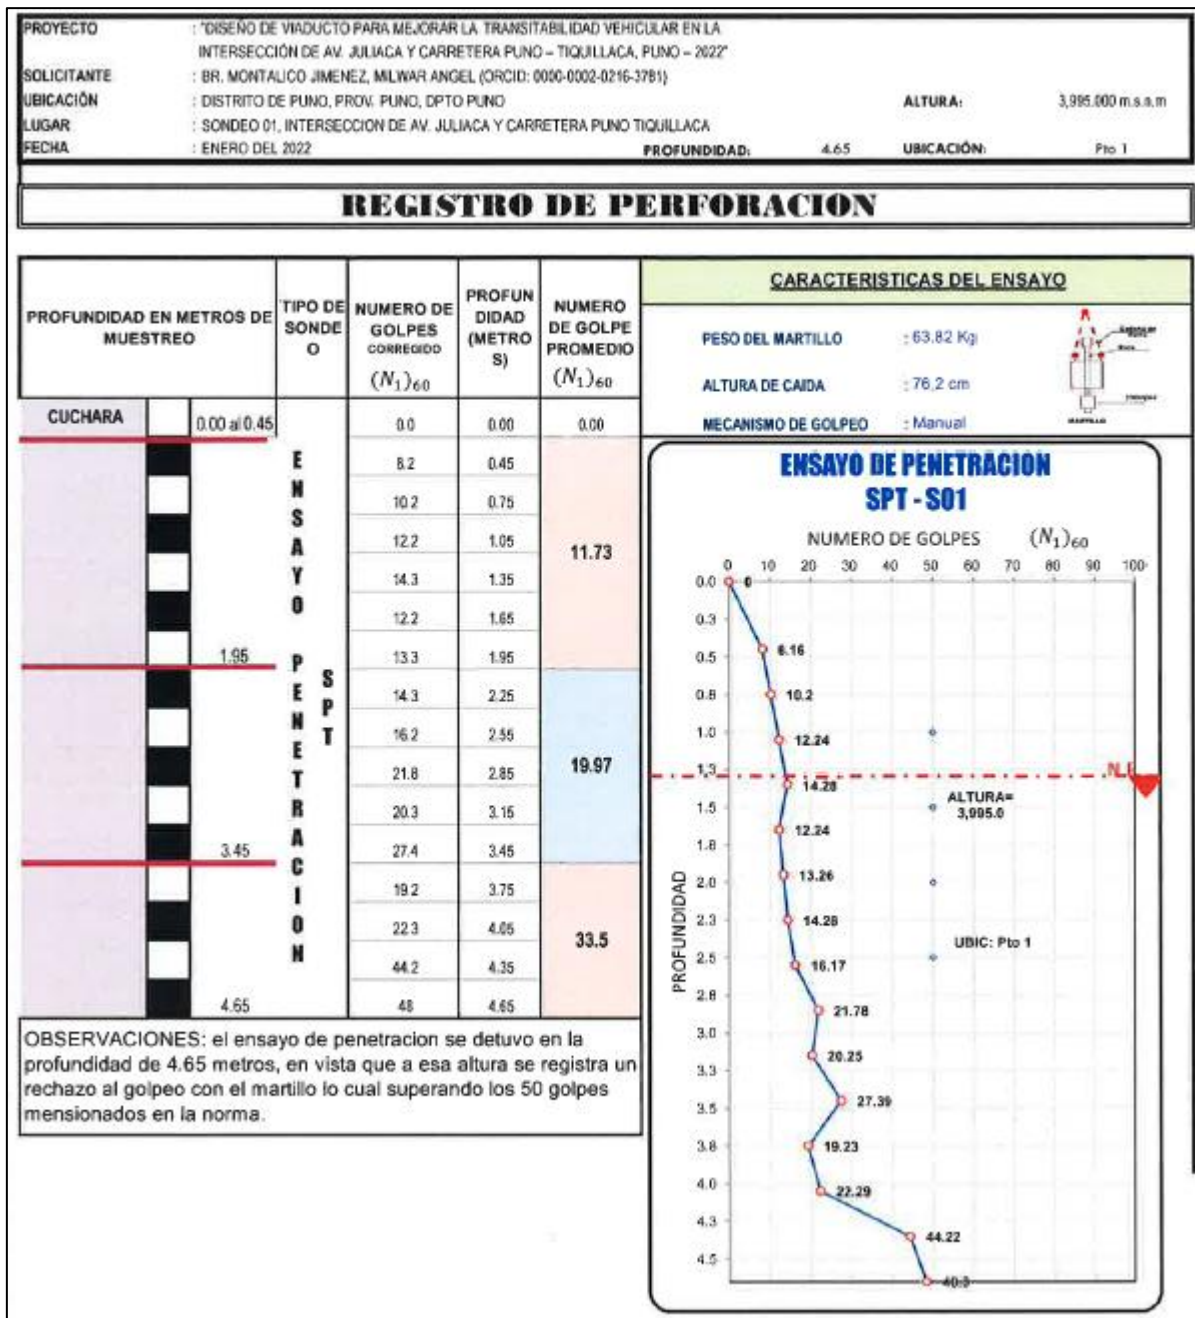 PROYECTO : "DISEÑO DE VIADUCTO PARA MEJORAR LA TRANSITABILIDAD VEHICULAR EN LA
INTERSECCIÓN DE AV. JULIACA Y CARRETERA PUNO – TIQUILLACA, PUNO – 2022"
SOLICITANTE : BR. MONTALICO JIMENEZ, MILWAR ANGEL (ORCID: 0000-0002-0216-3781)
UBICACIÓN : DISTRITO DE PUNO, PROV. PUNO, DPTO PUNO ALTURA: 3,995.000 m.s.n.m
LUGAR : SONDEO 01, INTERSECCION DE AV. JULIACA Y CARRETERA PUNO TIQUILLACA
FECHA : ENERO DEL 2022 PROFUNDIDAD: 4.65 UBICACIÓN: Pto 1
REGISTRO DE PERFORACION
PROFUNDIDAD EN METROS DE MUESTREO
TIPO DE SONDEO
NUMERO DE GOLPES CORREGIDO (N₁)₆₀
PROFUNDIDAD (METROS)
NUMERO DE GOLPE PROMEDIO (N₁)₆₀
CUCHARA 0.00 al 0.45 0.0 0.00 0.00
ENSAYO PENETRACION
SPT
8.2 0.45
10.2 0.75
12.2 1.05
11.73
14.3 1.35
12.2 1.65
1.95 13.3 1.95
14.3 2.25
16.2 2.55
21.8 2.85
19.97
20.3 3.15
3.45 27.4 3.45
19.2 3.75
22.3 4.05
33.5
44.2 4.35
4.65 48 4.65
OBSERVACIONES: el ensayo de penetracion se detuvo en la
profundidad de 4.65 metros, en vista que a esa altura se registra un
rechazo al golpeo con el martillo lo cual superando los 50 golpes
mensionados en la norma.
CARACTERISTICAS DEL ENSAYO
PESO DEL MARTILLO : 63.82 Kg
ALTURA DE CAIDA : 76,2 cm
MECANISMO DE GOLPEO : Manual
MARTILLO
ENSAYO DE PENETRACION
SPT - S01
NUMERO DE GOLPES (N₁)₆₀
0 10 20 30 40 50 60 70 80 90 100
PROFUNDIDAD
0.0
0.3
0.5
0.8
1.0
1.3
1.5
1.8
2.0
2.3
2.5
2.8
3.0
3.3
3.5
3.8
4.0
4.3
4.5
0
8.16
10.2
12.24
N.F
14.28
ALTURA=
3,995.0
12.24
13.26
14.28
UBIC: Pto 1
16.17
21.78
20.25
27.39
19.23
22.29
44.22